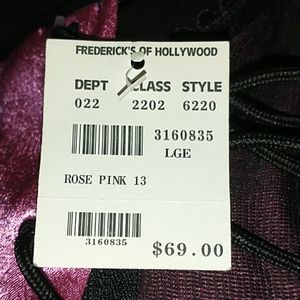 FREDERICK'S OF HOLLYWOOD
DEPT CLASS STYLE
022 2202 6220
3160835
LGE
ROSE PINK 13
3160835
$69.00